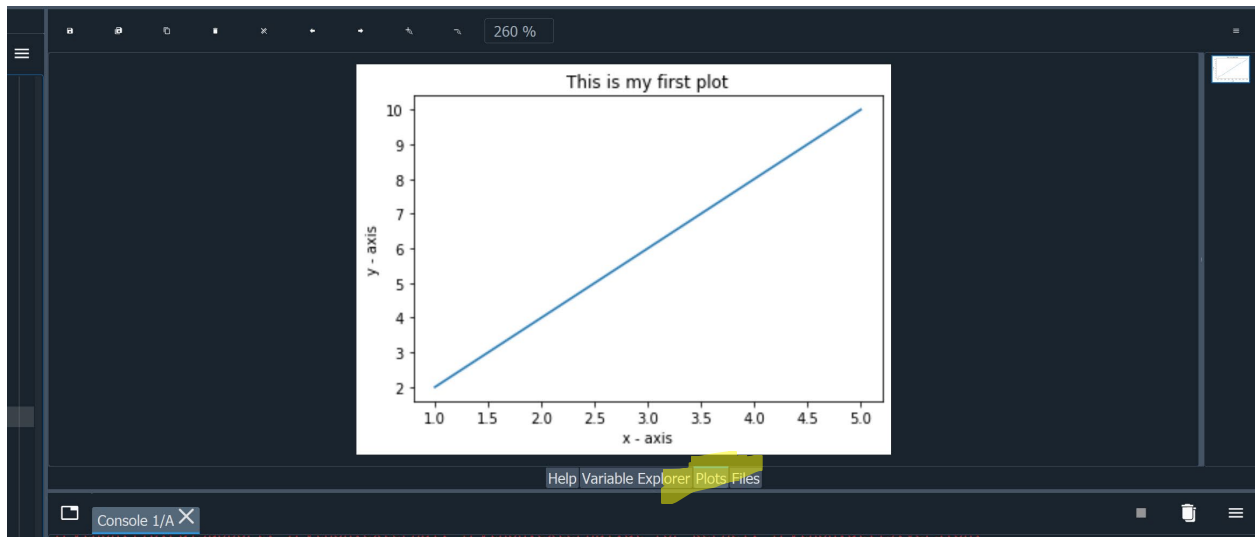 260 %
This is my first plot
10
9
8
7
6
5
4
3
2
y - axis
1.0 1.5 2.0 2.5 3.0 3.5 4.0 4.5 5.0
x - axis
Help Variable Explorer Plots Files
Console 1/A